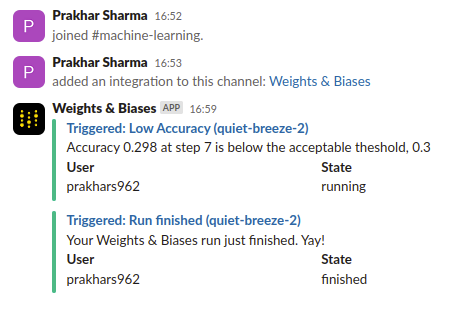 P
Prakhar Sharma 16:52
joined #machine-learning.
P
Prakhar Sharma 16:53
added an integration to this channel: Weights & Biases
Weights & Biases APP 16:59
Triggered: Low Accuracy (quiet-breeze-2)
Accuracy 0.298 at step 7 is below the acceptable theshold, 0.3
User State
prakhars962 running
Triggered: Run finished (quiet-breeze-2)
Your Weights & Biases run just finished. Yay!
User State
prakhars962 finished